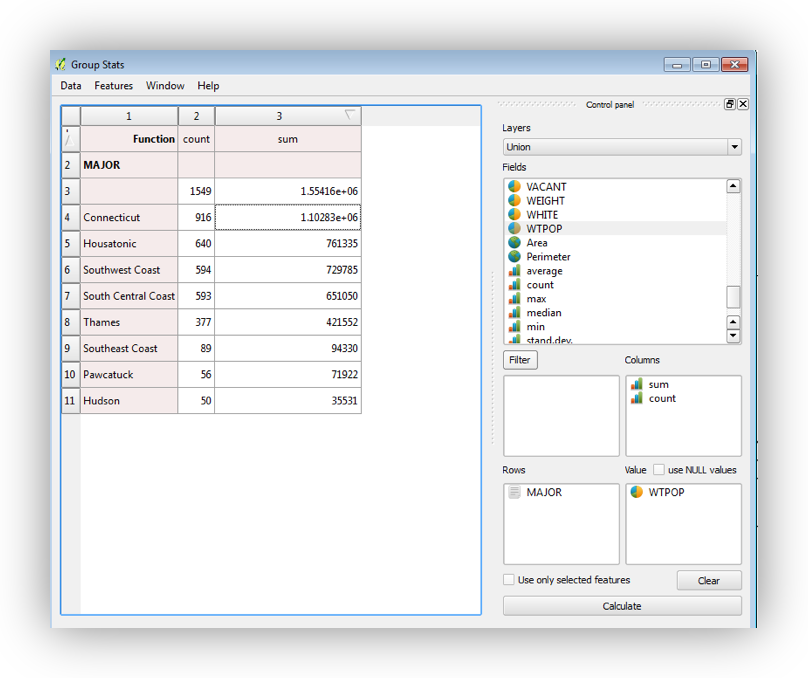 Group Stats
Data Features Window Help
Control panel
1 2 3
Function count sum
2 MAJOR
3 1549 1.55416e+06
4 Connecticut 916 1.10283e+06
5 Housatonic 640 761335
6 Southwest Coast 594 729785
7 South Central Coast 593 651050
8 Thames 377 421552
9 Southeast Coast 89 94330
10 Pawcatuck 56 71922
11 Hudson 50 35531
Layers
Union
Fields
VACANT
WEIGHT
WHITE
WTPOP
Area
Perimeter
average
count
max
median
min
stand.dev.
Filter Columns
sum
count
Rows Value use NULL values
MAJOR WTPOP
Use only selected features Clear
Calculate